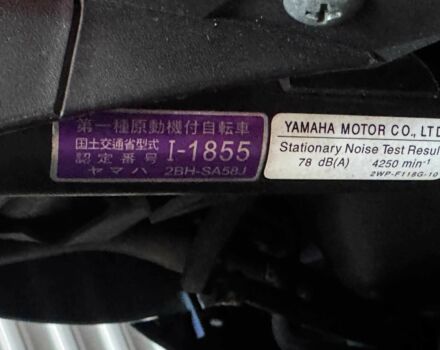 第一種原動機付自転車
国土交通省型式
認定番号 I-1855
ヤマハ 2BH-SA58J
YAMAHA MOTOR CO., LTD
Stationary Noise Test Resul
78 dB(A) 4250 min⁻¹
2WP-F118G-10